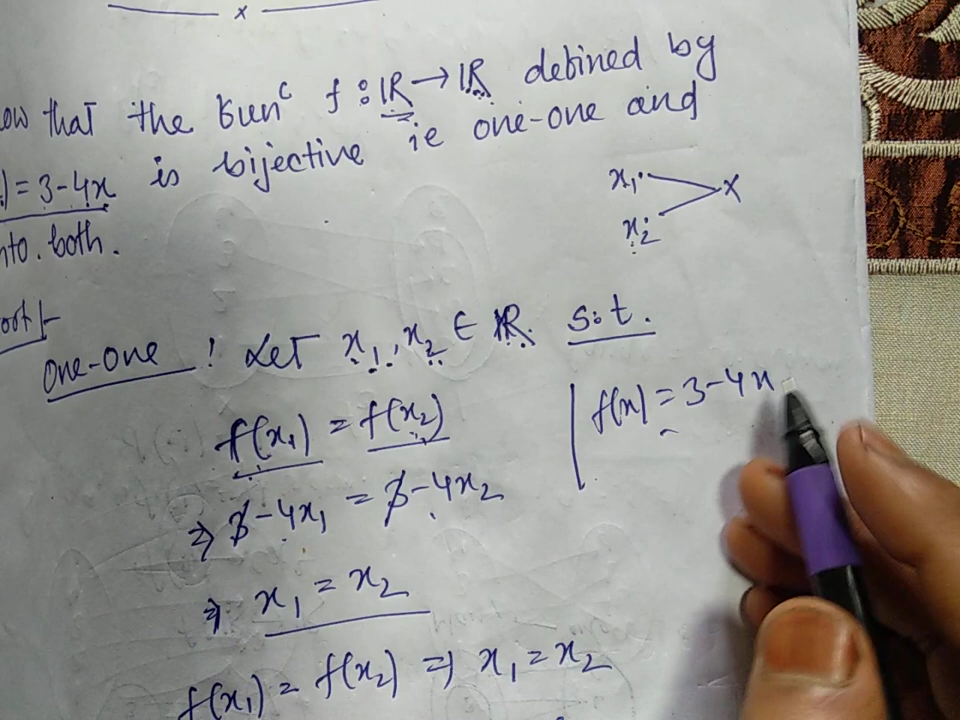 x
ow that the func f : ℝ → ℝ defined by
) = 3-4x is bijective ie one-one and
nto. both.
x₁ x
x₂
oof :-
one-one : Let x₁, x₂ ∈ ℝ. s.t.
f(x₁) = f(x₂) f(x) = 3-4x
⇒ 3-4x₁ = 3-4x₂
⇒ x₁ = x₂
f(x₁) = f(x₂) ⇒ x₁ = x₂